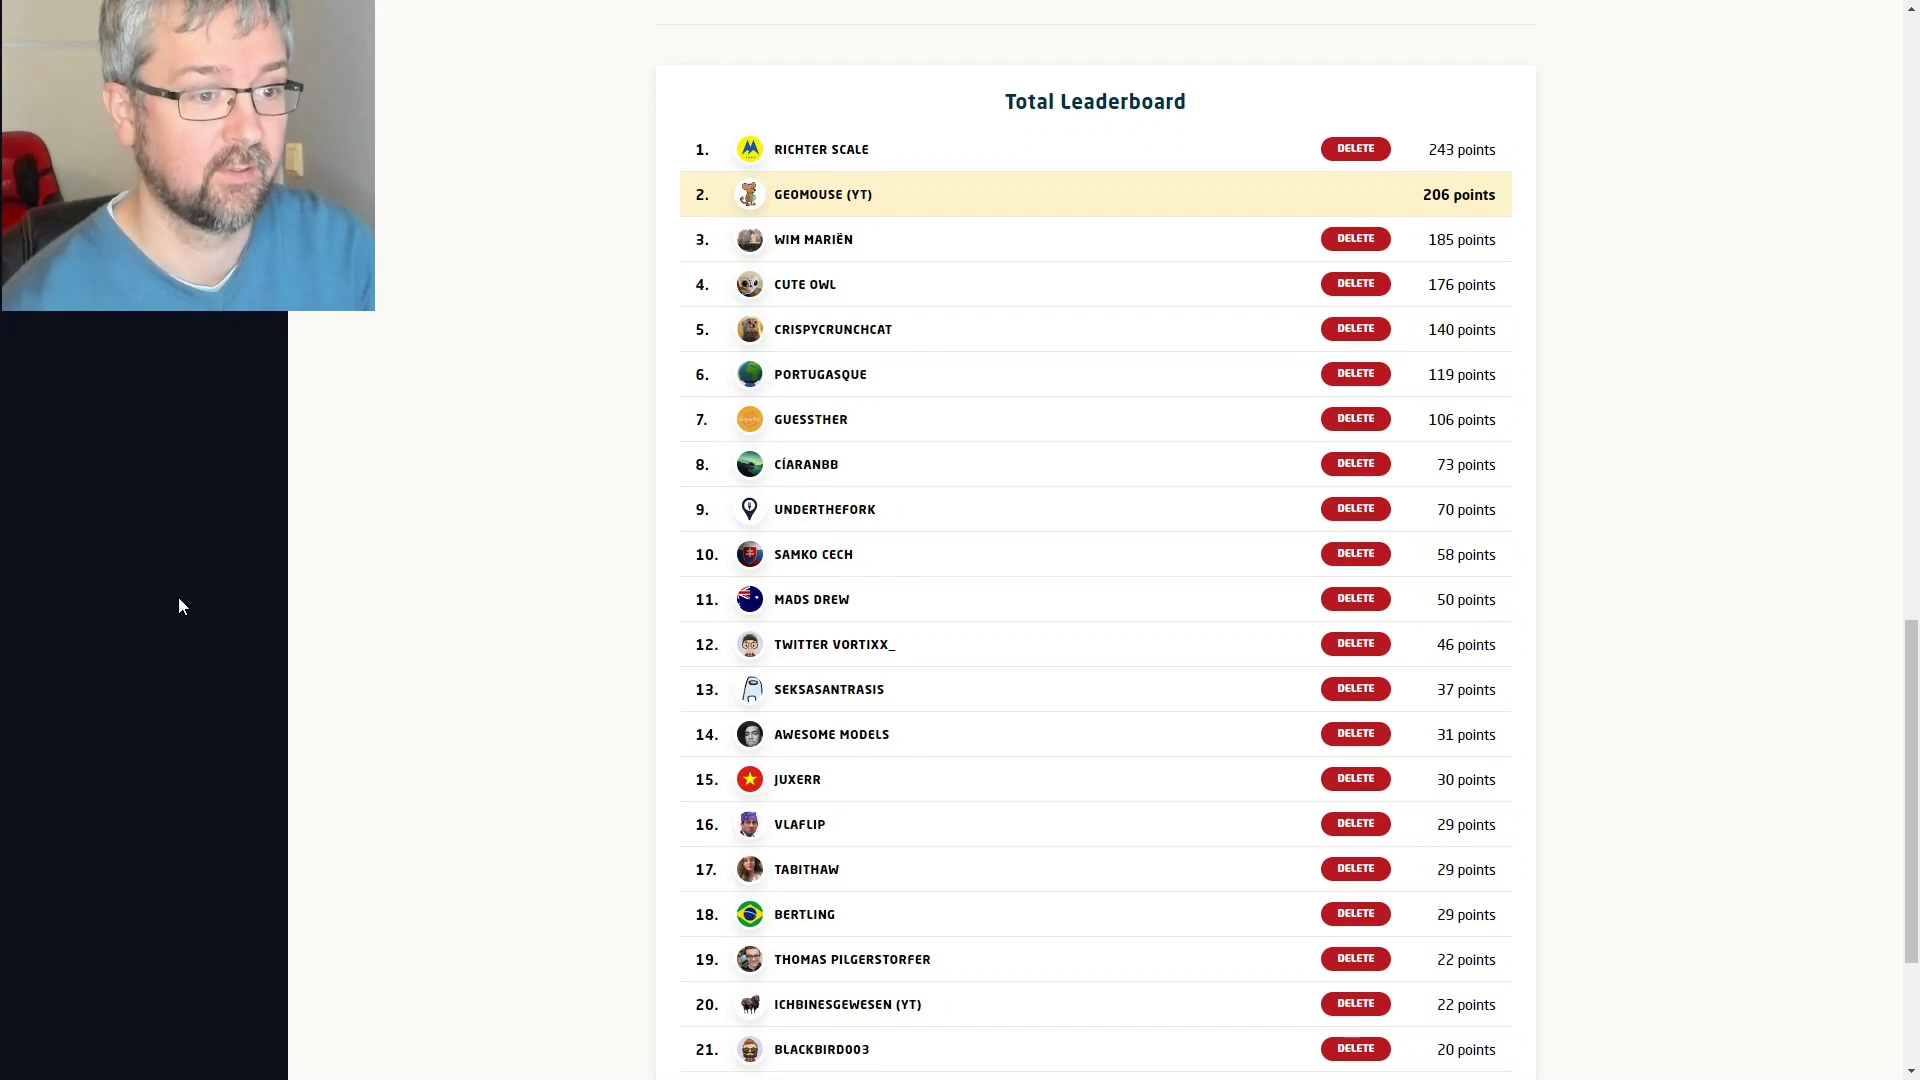 Total Leaderboard
1. RICHTER SCALE DELETE 243 points
2. GEOMOUSE (YT) 206 points
3. WIM MARIËN DELETE 185 points
4. CUTE OWL DELETE 176 points
5. CRISPYCRUNCHCAT DELETE 140 points
6. PORTUGASQUE DELETE 119 points
7. GUESSTHER DELETE 106 points
8. CÍARANBB DELETE 73 points
9. UNDERTHEFORK DELETE 70 points
10. SAMKO CECH DELETE 58 points
11. MADS DREW DELETE 50 points
12. TWITTER VORTIXX_ DELETE 46 points
13. SEKSASANTRASIS DELETE 37 points
14. AWESOME MODELS DELETE 31 points
15. JUXERR DELETE 30 points
16. VLAFLIP DELETE 29 points
17. TABITHAW DELETE 29 points
18. BERTLING DELETE 29 points
19. THOMAS PILGERSTORFER DELETE 22 points
20. ICHBINESGEWESEN (YT) DELETE 22 points
21. BLACKBIRD003 DELETE 20 points